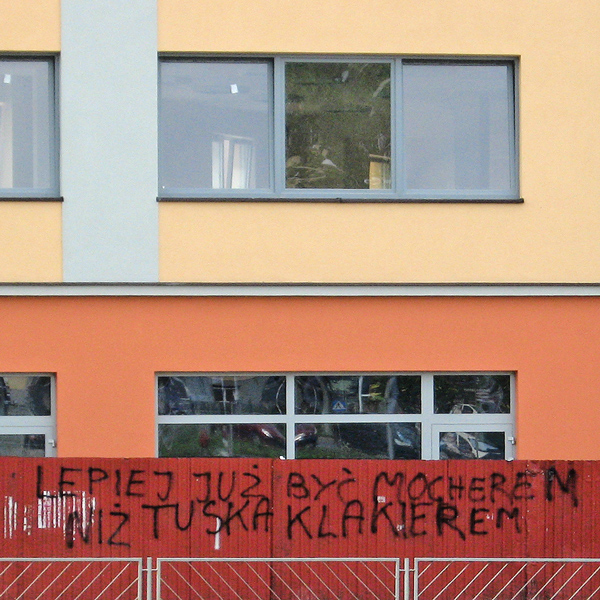 LEPIEJ JUŻ BYĆ MOCHEREM
NIŻ TUSKA KLAKIEREM